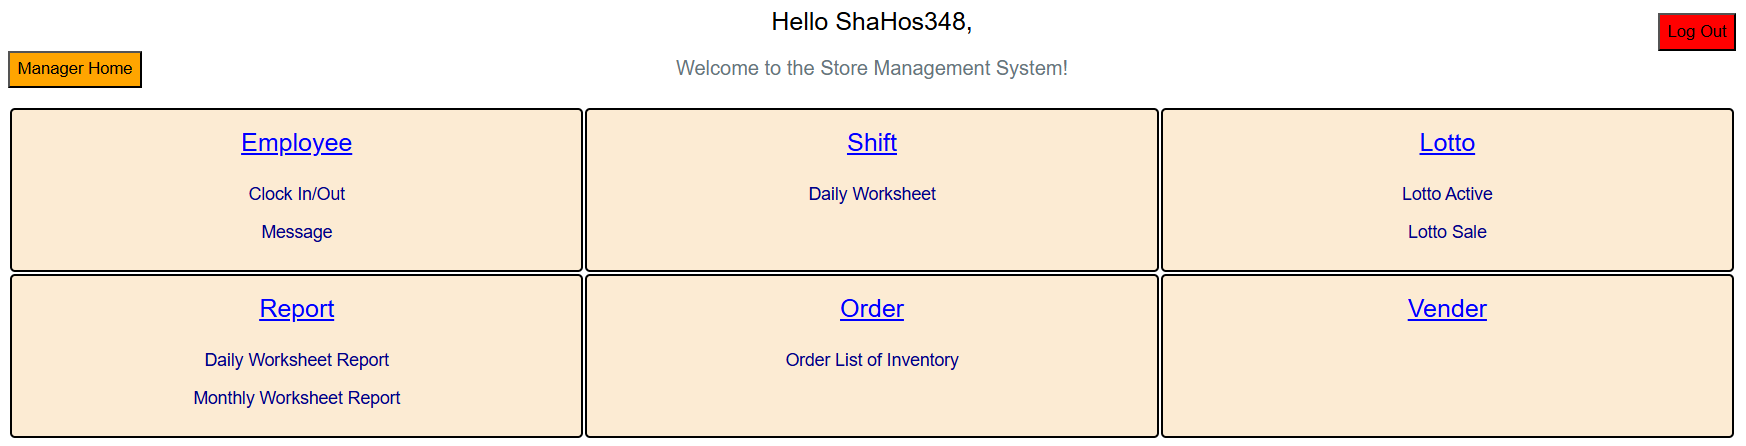 Hello ShaHos348,
Log Out
Manager Home
Welcome to the Store Management System!
Employee
Clock In/Out
Message
Shift
Daily Worksheet
Lotto
Lotto Active
Lotto Sale
Report
Daily Worksheet Report
Monthly Worksheet Report
Order
Order List of Inventory
Vender